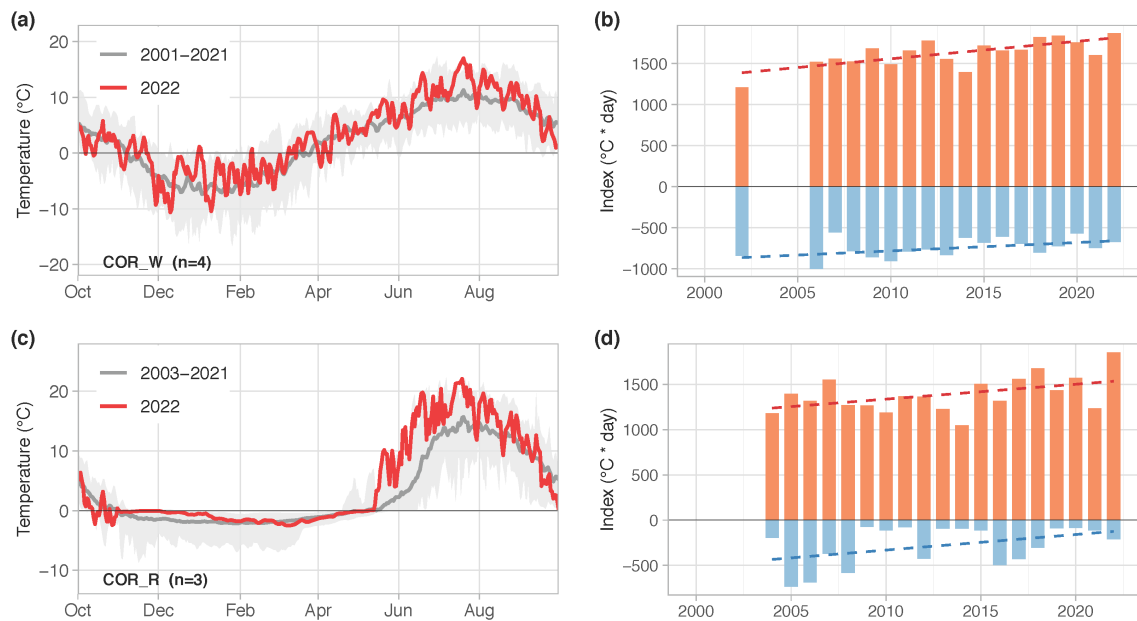 (a)
20
10
0
−10
−20
Temperature (°C)
2001−2021
2022
COR_W (n=4)
Oct Dec Feb Apr Jun Aug
(b)
1500
1000
500
0
−500
−1000
Index (°C * day)
2000 2005 2010 2015 2020
(c)
20
10
0
−10
Temperature (°C)
2003−2021
2022
COR_R (n=3)
Oct Dec Feb Apr Jun Aug
(d)
1500
1000
500
0
−500
Index (°C * day)
2000 2005 2010 2015 2020